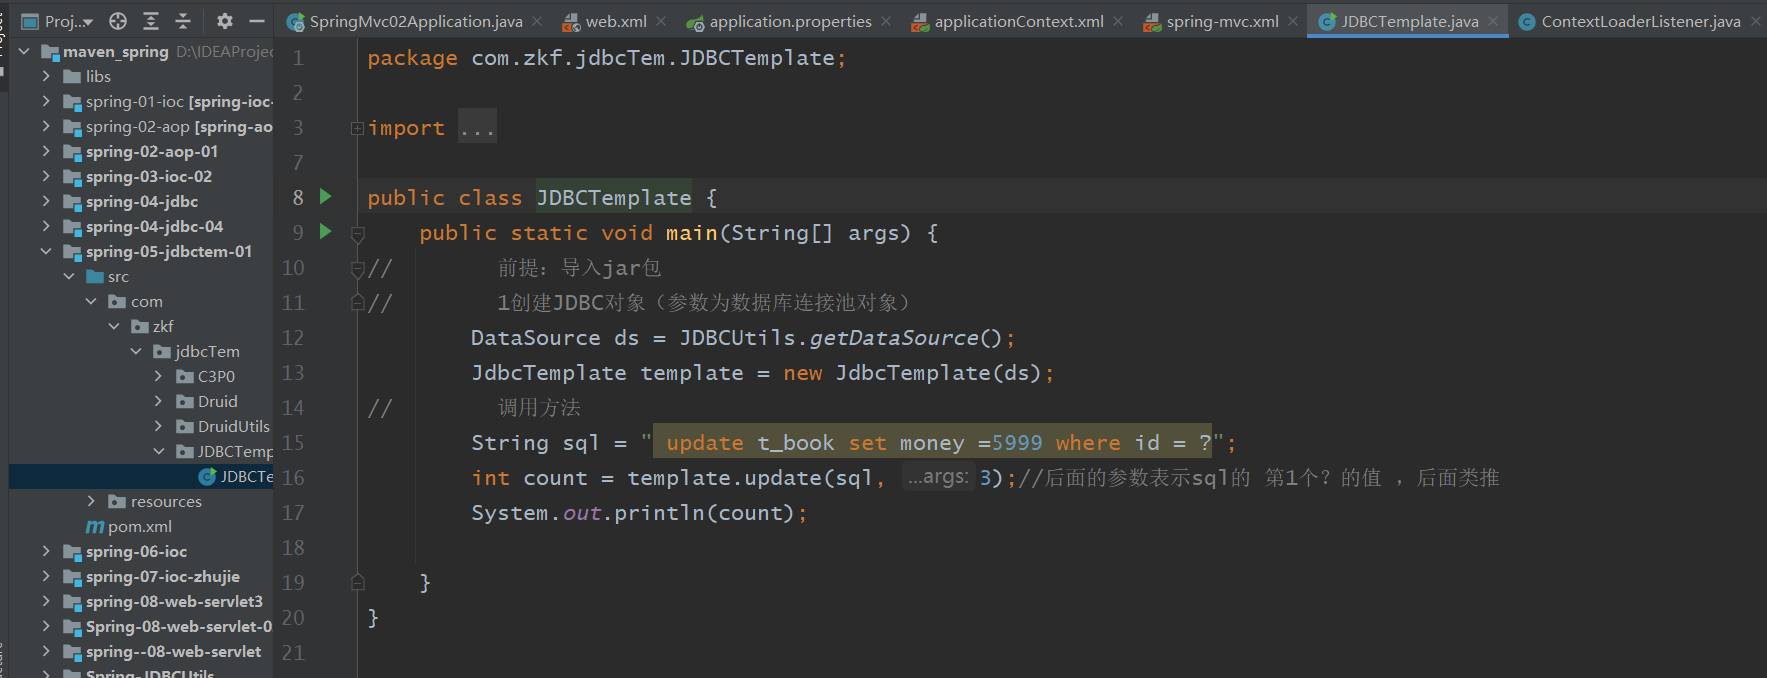 Proj...
SpringMvc02Application.java
web.xml
application.properties
applicationContext.xml
spring-mvc.xml
JDBCTemplate.java
ContextLoaderListener.java
maven_spring D:\IDEAProjec
libs
spring-01-ioc [spring-ioc-
spring-02-aop [spring-ao
spring-02-aop-01
spring-03-ioc-02
spring-04-jdbc
spring-04-jdbc-04
spring-05-jdbctem-01
src
com
zkf
jdbcTem
C3P0
Druid
DruidUtils
JDBCTemp
JDBCTe
resources
pom.xml
spring-06-ioc
spring-07-ioc-zhujie
spring-08-web-servlet3
Spring-08-web-servlet-0
spring--08-web-servlet
Spring-JDBCUtils
1 package com.zkf.jdbcTem.JDBCTemplate;
2
3 import ...
7
8 public class JDBCTemplate {
9 public static void main(String[] args) {
10 // 前提：导入jar包
11 // 1创建JDBC对象（参数为数据库连接池对象）
12 DataSource ds = JDBCUtils.getDataSource();
13 JdbcTemplate template = new JdbcTemplate(ds);
14 // 调用方法
15 String sql = " update t_book set money =5999 where id = ?";
16 int count = template.update(sql, ...args: 3);//后面的参数表示sql的 第1个？的值 ，后面类推
17 System.out.println(count);
18
19 }
20 }
21